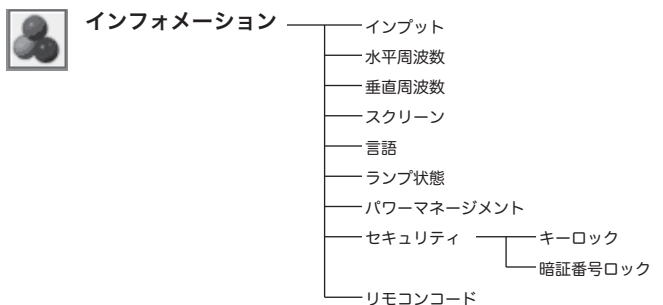 インフォメーション
インプット
水平周波数
垂直周波数
スクリーン
言語
ランプ状態
パワーマネージメント
セキュリティ
キーロック
暗証番号ロック
リモコンコード